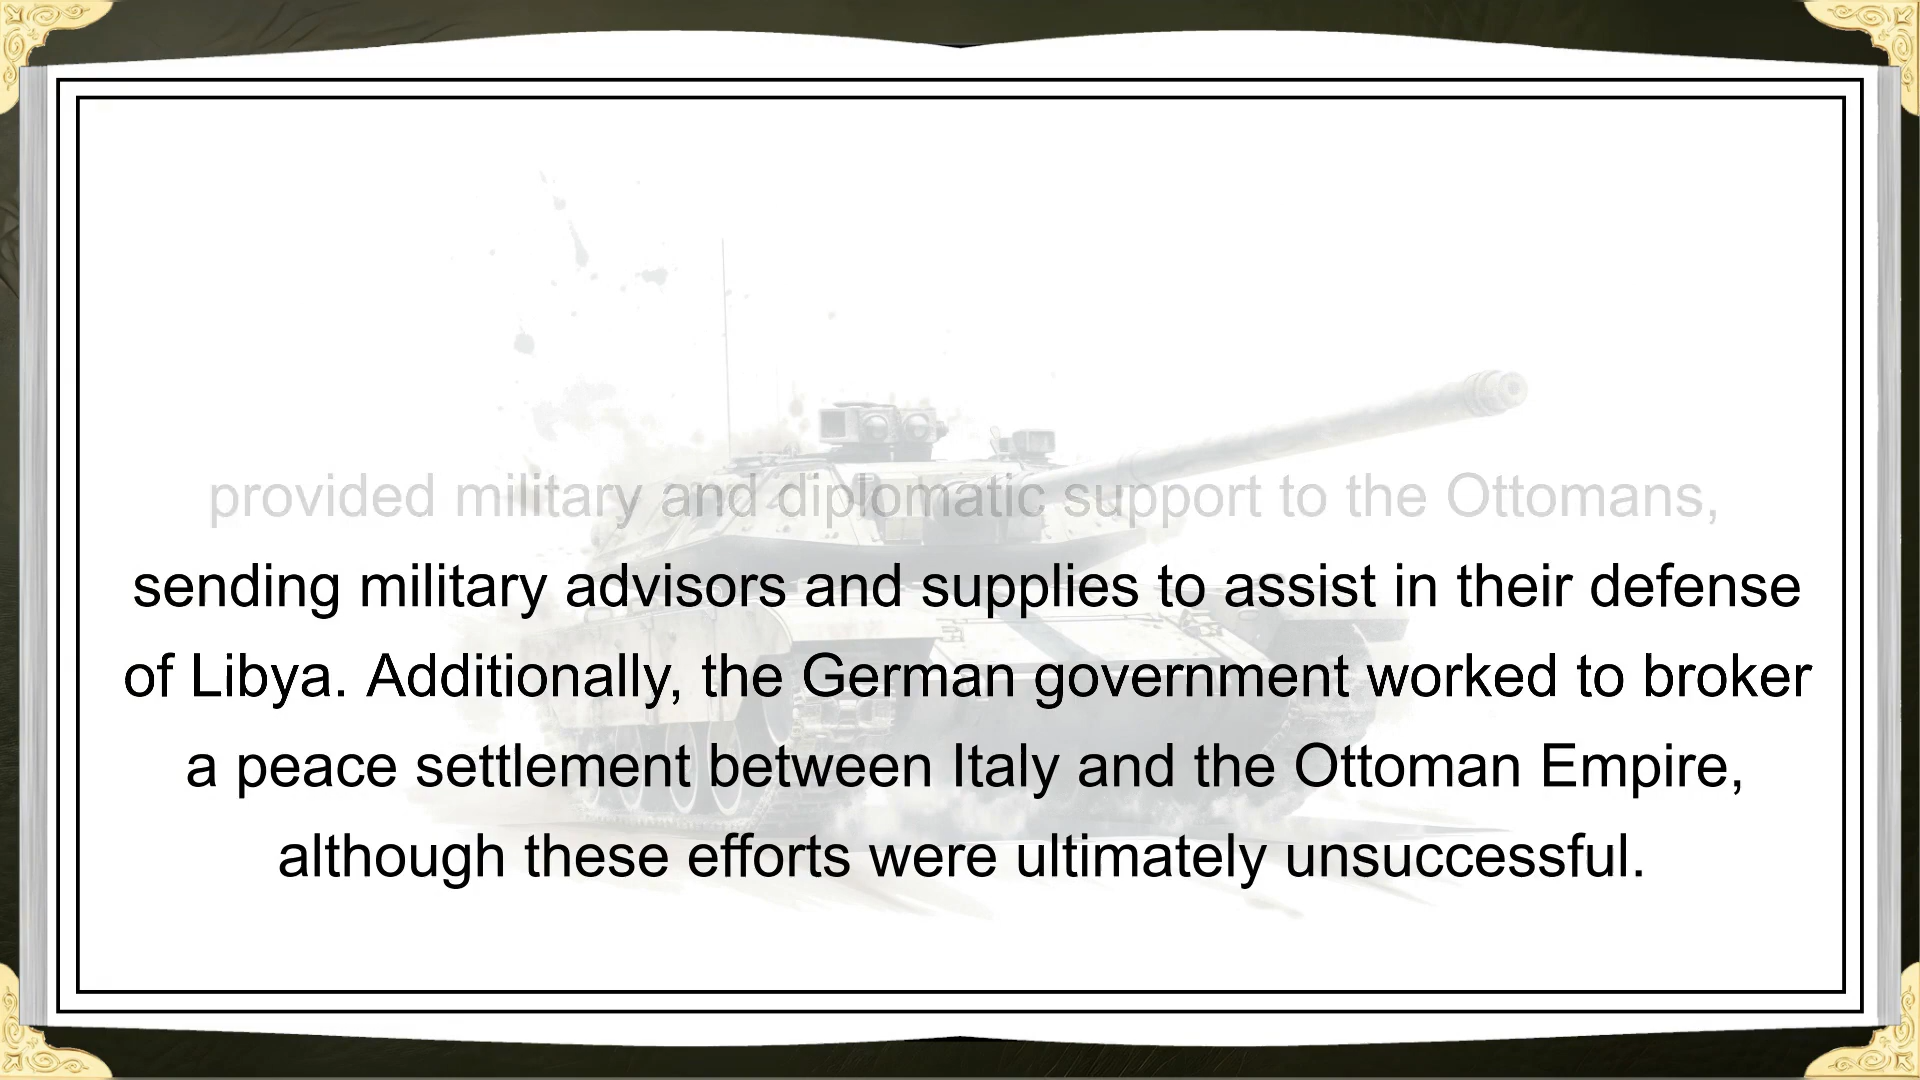 provided military and diplomatic support to the Ottomans,
sending military advisors and supplies to assist in their defense
of Libya. Additionally, the German government worked to broker
a peace settlement between Italy and the Ottoman Empire,
although these efforts were ultimately unsuccessful.